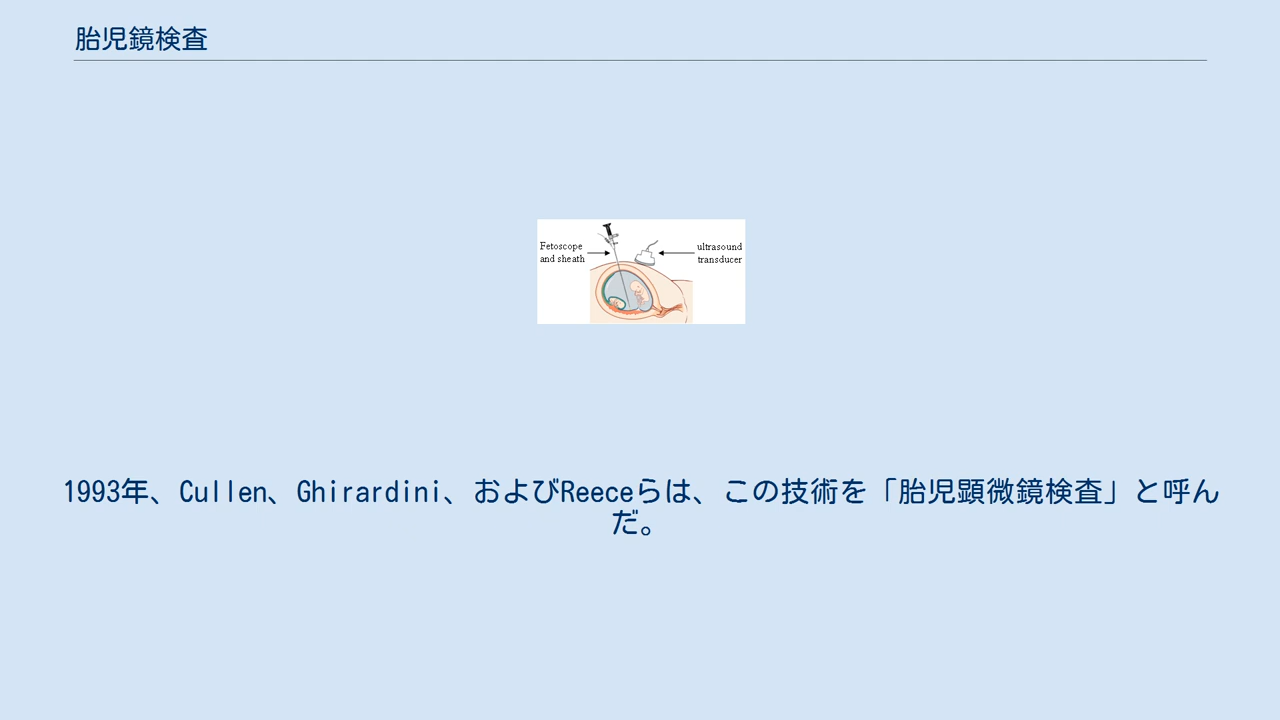 胎児鏡検査
Fetoscope
and sheath
ultrasound
transducer
1993年、Cullen、Ghirardini、およびReeceらは、この技術を「胎児顕微鏡検査」と呼ん
だ。